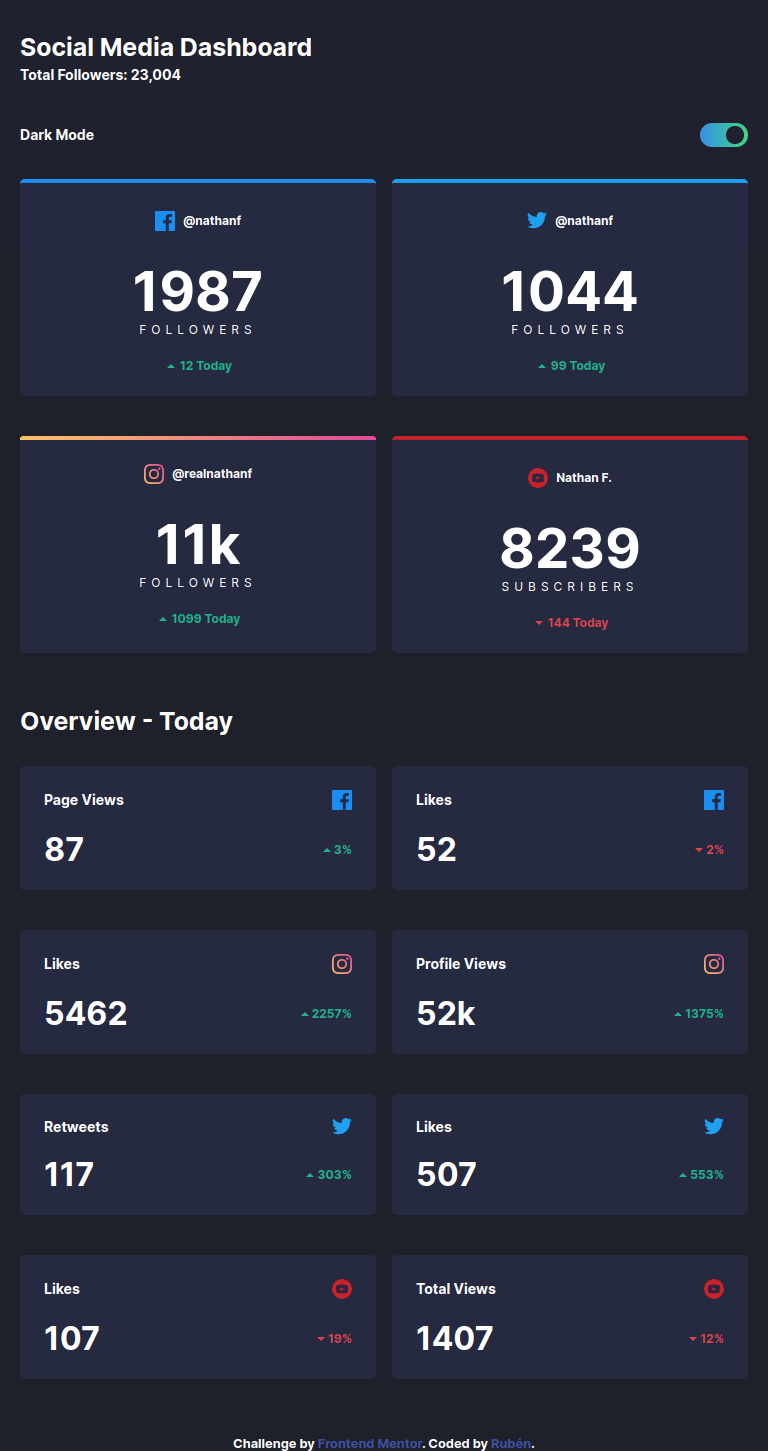 Social Media Dashboard
Total Followers: 23,004
Dark Mode
@nathanf
1987
FOLLOWERS
12 Today
@nathanf
1044
FOLLOWERS
99 Today
@realnathanf
11k
FOLLOWERS
1099 Today
Nathan F.
8239
SUBSCRIBERS
144 Today
Overview - Today
Page Views
87
3%
Likes
52
2%
Likes
5462
2257%
Profile Views
52k
1375%
Retweets
117
303%
Likes
507
553%
Likes
107
19%
Total Views
1407
12%
Challenge by Frontend Mentor. Coded by Rubén.